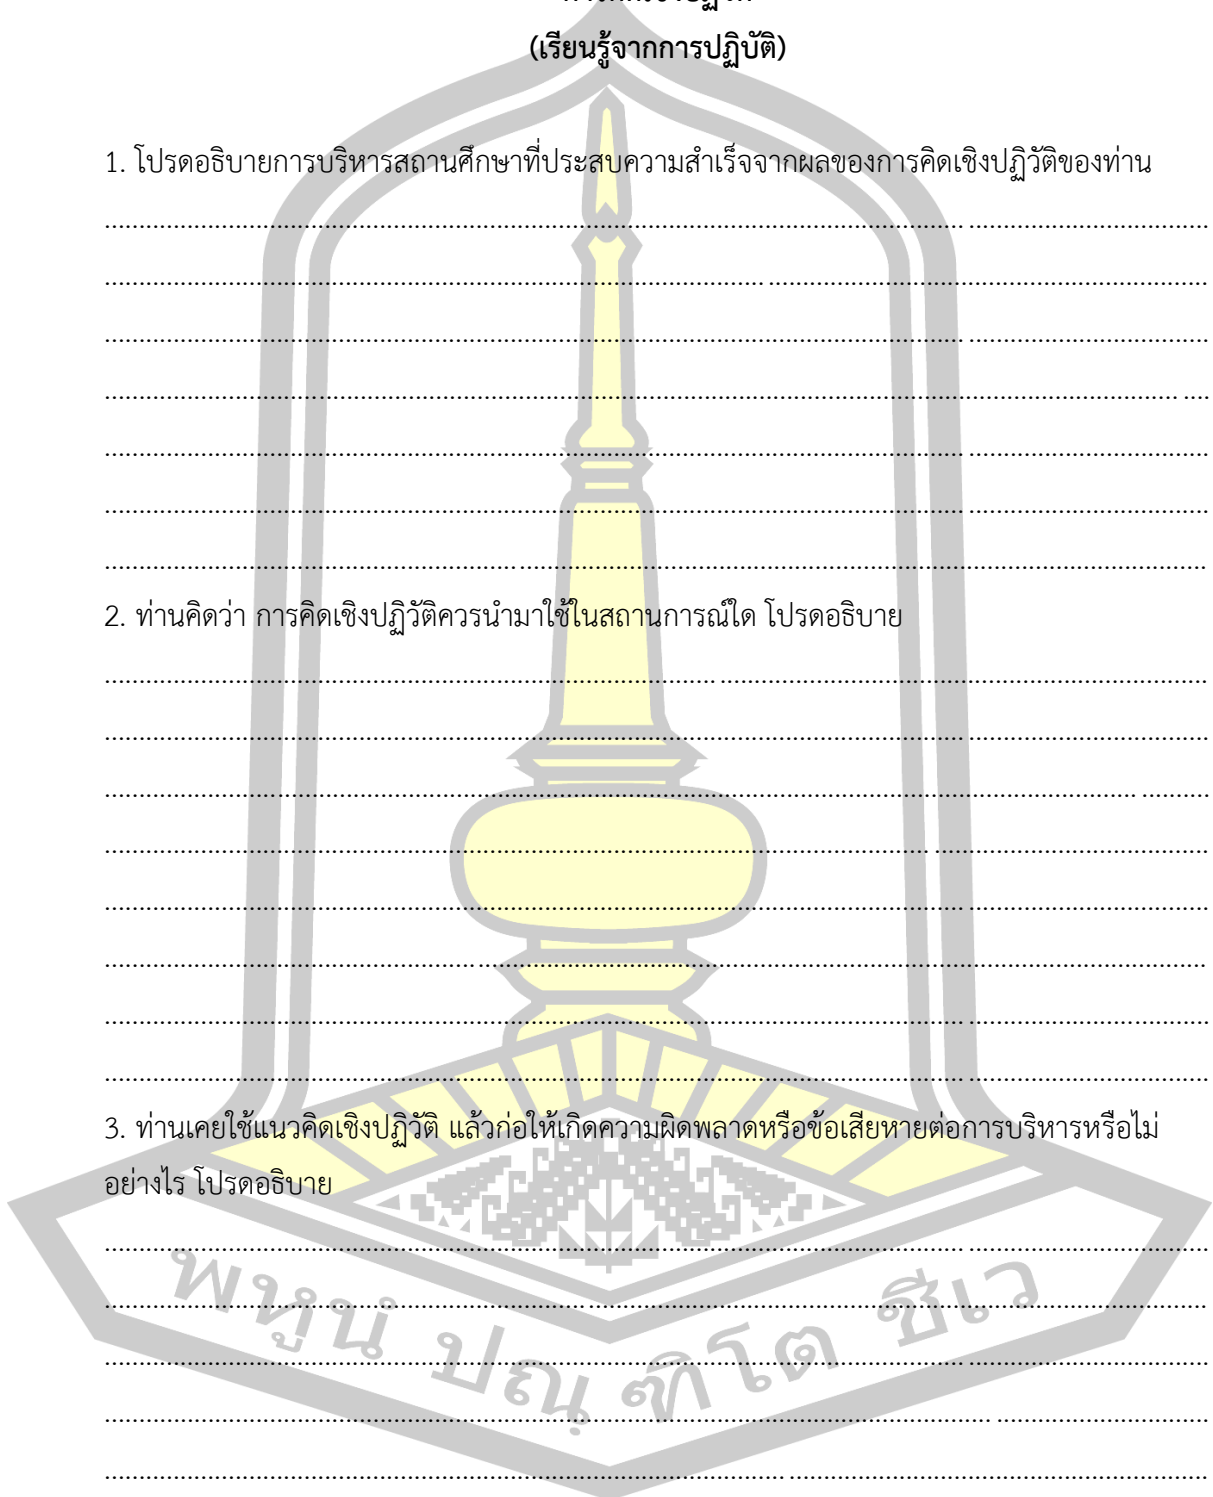 (เรียนรู้จากการปฏิบัติ)
1. โปรดอธิบายการบริหารสถานศึกษาที่ประสบความสำเร็จจากผลของการคิดเชิงปฏิวัติของท่าน
2. ท่านคิดว่า การคิดเชิงปฏิวัติควรนำมาใช้ในสถานการณ์ใด โปรดอธิบาย
3. ท่านเคยใช้แนวคิดเชิงปฏิวัติ แล้วก่อให้เกิดความผิดพลาดหรือข้อเสียหายต่อการบริหารหรือไม่
อย่างไร โปรดอธิบาย
พหูนํ ปณฺฑิโต ชีเว